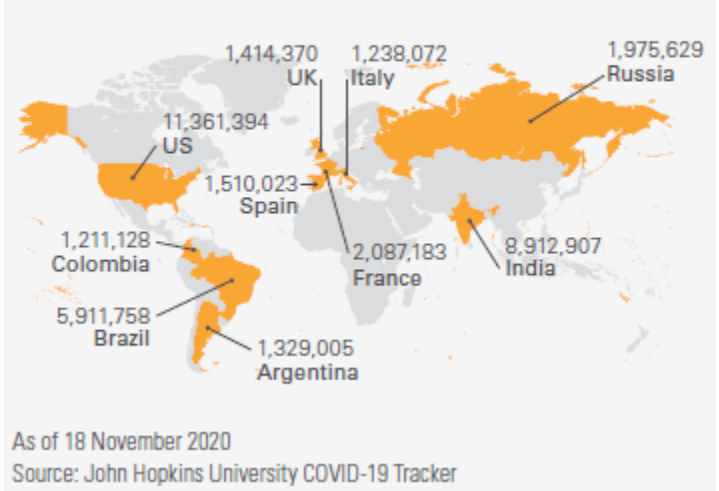 1,414,370
UK
1,238,072
Italy
1,975,629
Russia
11,361,394
US
1,510,023
Spain
1,211,128
Colombia
2,087,183
France
8,912,907
India
5,911,758
Brazil
1,329,005
Argentina
As of 18 November 2020
Source: John Hopkins University COVID-19 Tracker